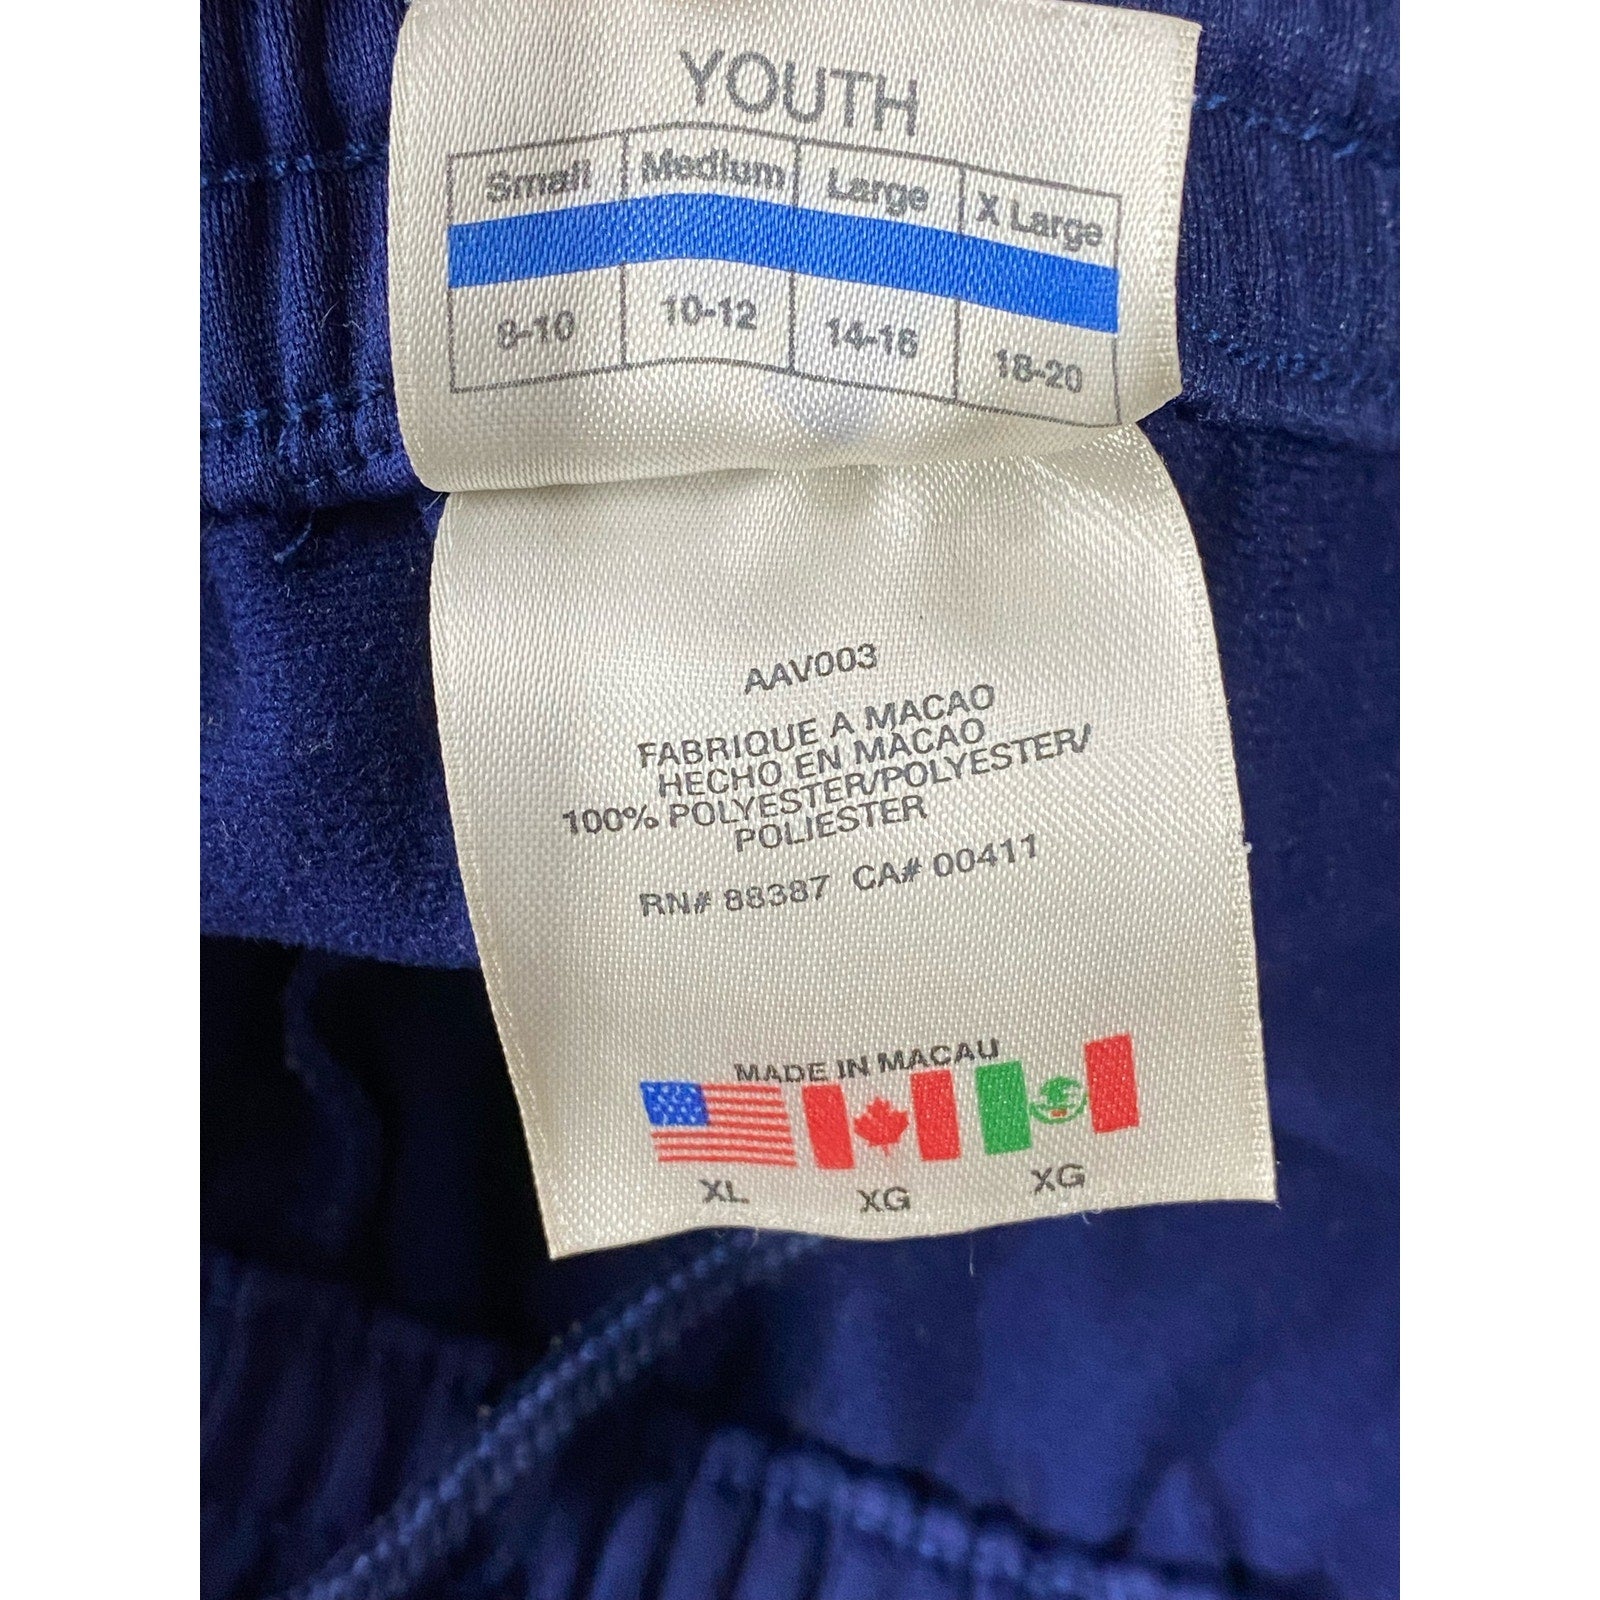 YOUTH
Small Medium Large X Large
8-10 10-12 14-16 18-20
AAV003
FABRIQUE A MACAO
HECHO EN MACAO
100% POLYESTER/POLYESTER/
POLIESTER
RN# 88387 CA# 00411
MADE IN MACAU
XL XG XG